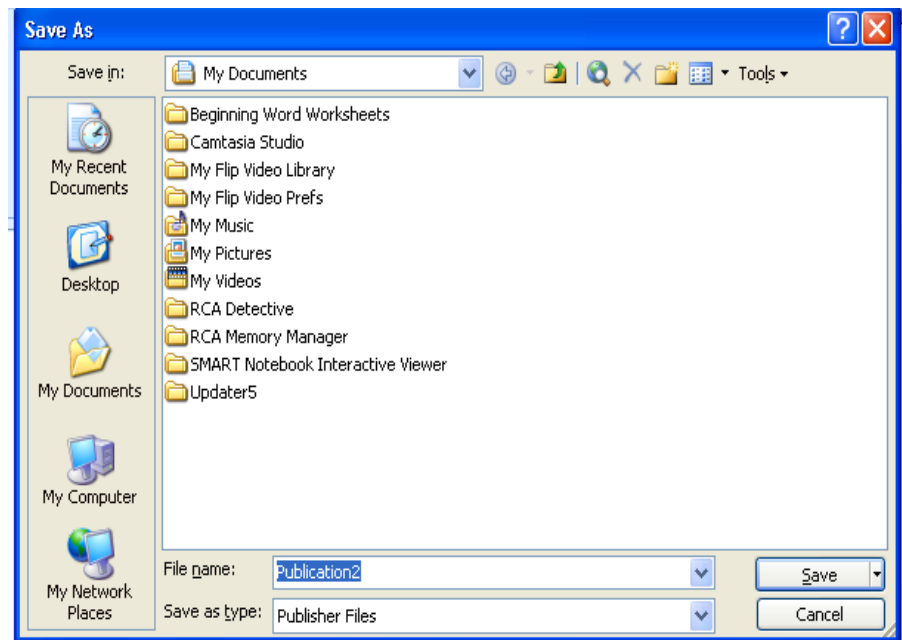 Save As
?
X
Save in:
My Documents
Tools
My Recent
Documents
Desktop
My Documents
My Computer
My Network
Places
Beginning Word Worksheets
Camtasia Studio
My Flip Video Library
My Flip Video Prefs
My Music
My Pictures
My Videos
RCA Detective
RCA Memory Manager
SMART Notebook Interactive Viewer
Updater5
File name:
Publication2
Save
Save as type:
Publisher Files
Cancel